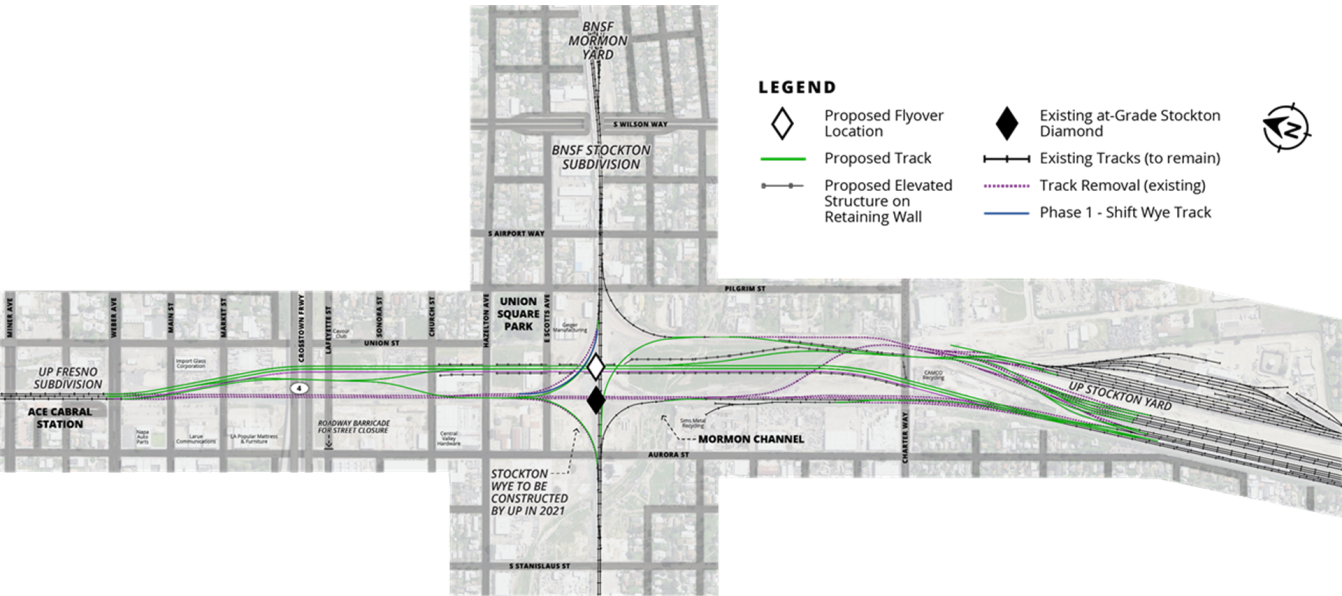 BNSF
MORMON
YARD
S WILSON WAY
BNSF STOCKTON
SUBDIVISION
S AIRPORT WAY
LEGEND
Proposed Flyover
Location
Proposed Track
Proposed Elevated
Structure on
Retaining Wall
Existing at-Grade Stockton
Diamond
Existing Tracks (to remain)
Track Removal (existing)
Phase 1 - Shift Wye Track
N
PILGRIM ST
MINER AVE
WEBER AVE
MAIN ST
MARKET ST
CROSSTOWN FRWY
LAFAYETTE ST
SONORA ST
CHURCH ST
HAZELTON AVE
E SCOTTS AVE
UNION
SQUARE
PARK
UNION ST
Import Glass
Corporation
Cavour
Club
Geiger
Manufacturing
UP FRESNO
SUBDIVISION
ACE CABRAL
STATION
4
ROADWAY BARRICADE
FOR STREET CLOSURE
Napa
Auto
Parts
Larue
Communications
LA Popular Mattress
& Furniture
Central
Valley
Hardware
Sims Metal
Recycling
CAMCO
Recycling
UP STOCKTON YARD
MORMON CHANNEL
CHARTER WAY
AURORA ST
STOCKTON
WYE TO BE
CONSTRUCTED
BY UP IN 2021
S STANISLAUS ST